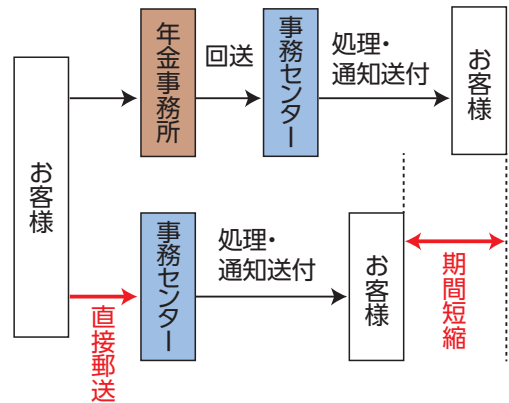 お客様
年金事務所
回送
事務センター
処理・
通知送付
お客様
直接郵送
事務センター
処理・
通知送付
お客様
期間短縮